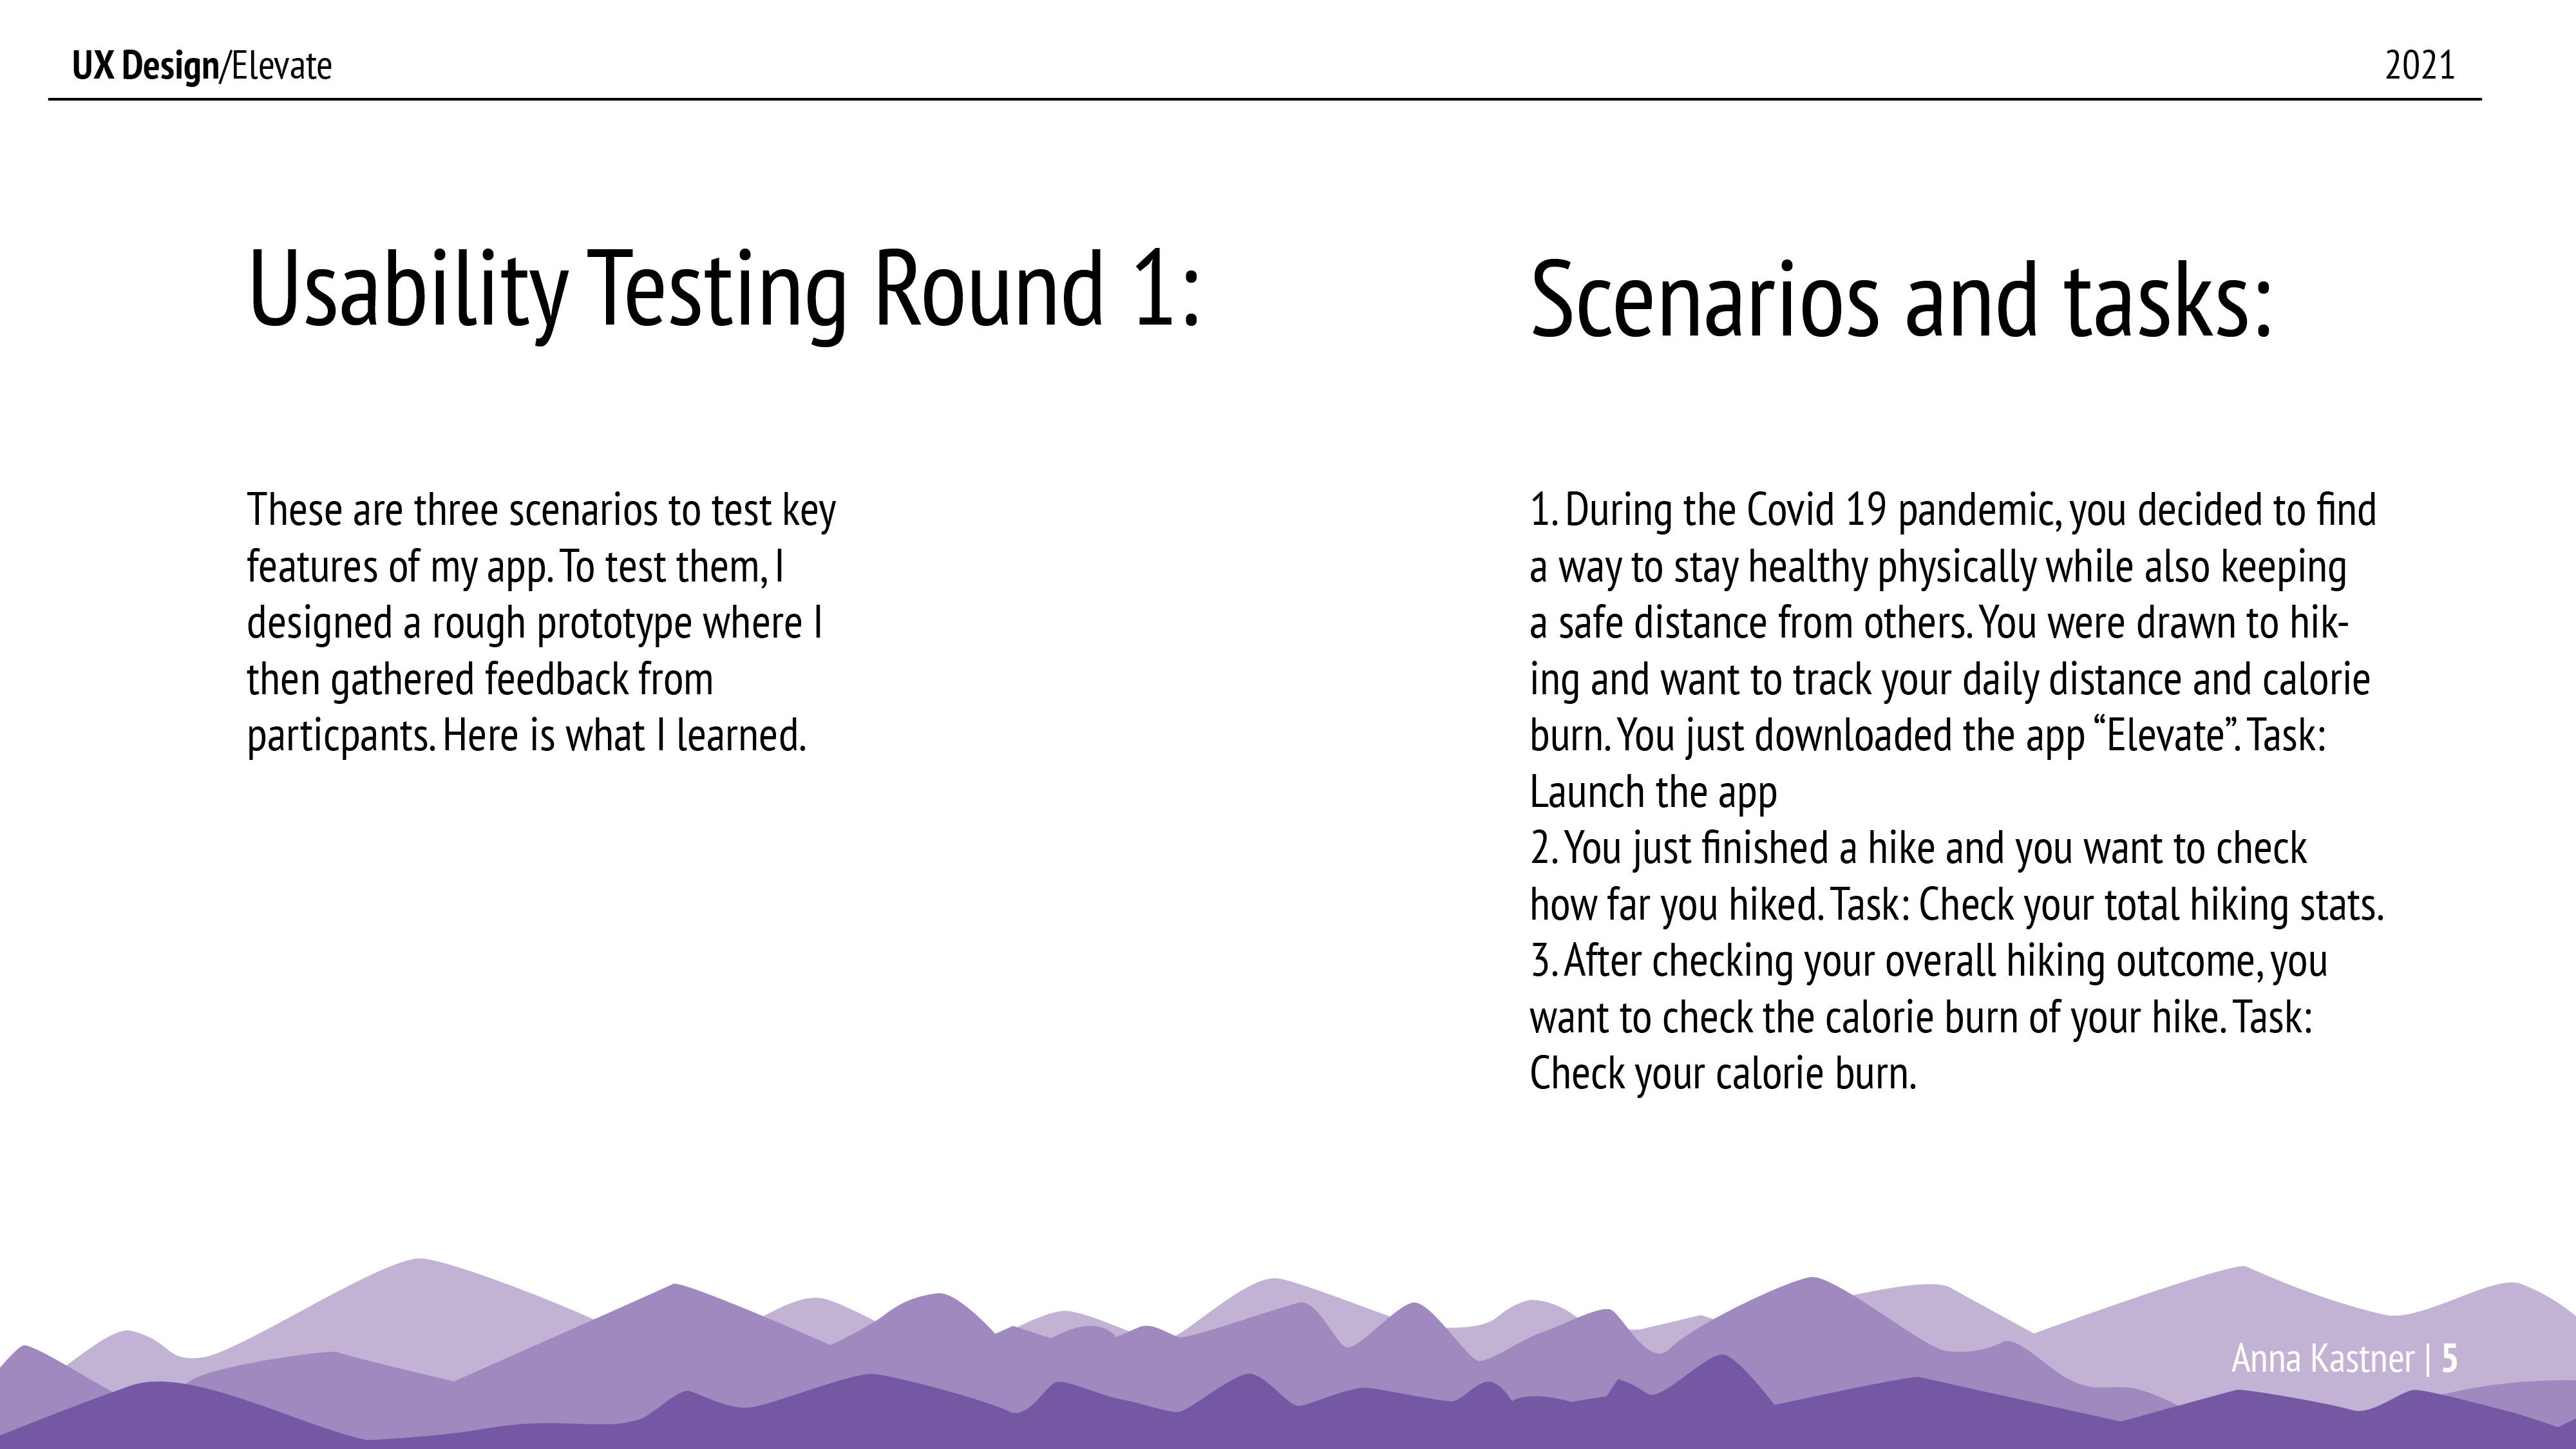 UX Design/Elevate
2021
Usability Testing Round 1:
These are three scenarios to test key
features of my app. To test them, I
designed a rough prototype where I
then gathered feedback from
particpants. Here is what I learned.
Scenarios and tasks:
1. During the Covid 19 pandemic, you decided to find
a way to stay healthy physically while also keeping
a safe distance from others. You were drawn to hik-
ing and want to track your daily distance and calorie
burn. You just downloaded the app “Elevate”. Task:
Launch the app
2. You just finished a hike and you want to check
how far you hiked. Task: Check your total hiking stats.
3. After checking your overall hiking outcome, you
want to check the calorie burn of your hike. Task:
Check your calorie burn.
Anna Kastner | 5